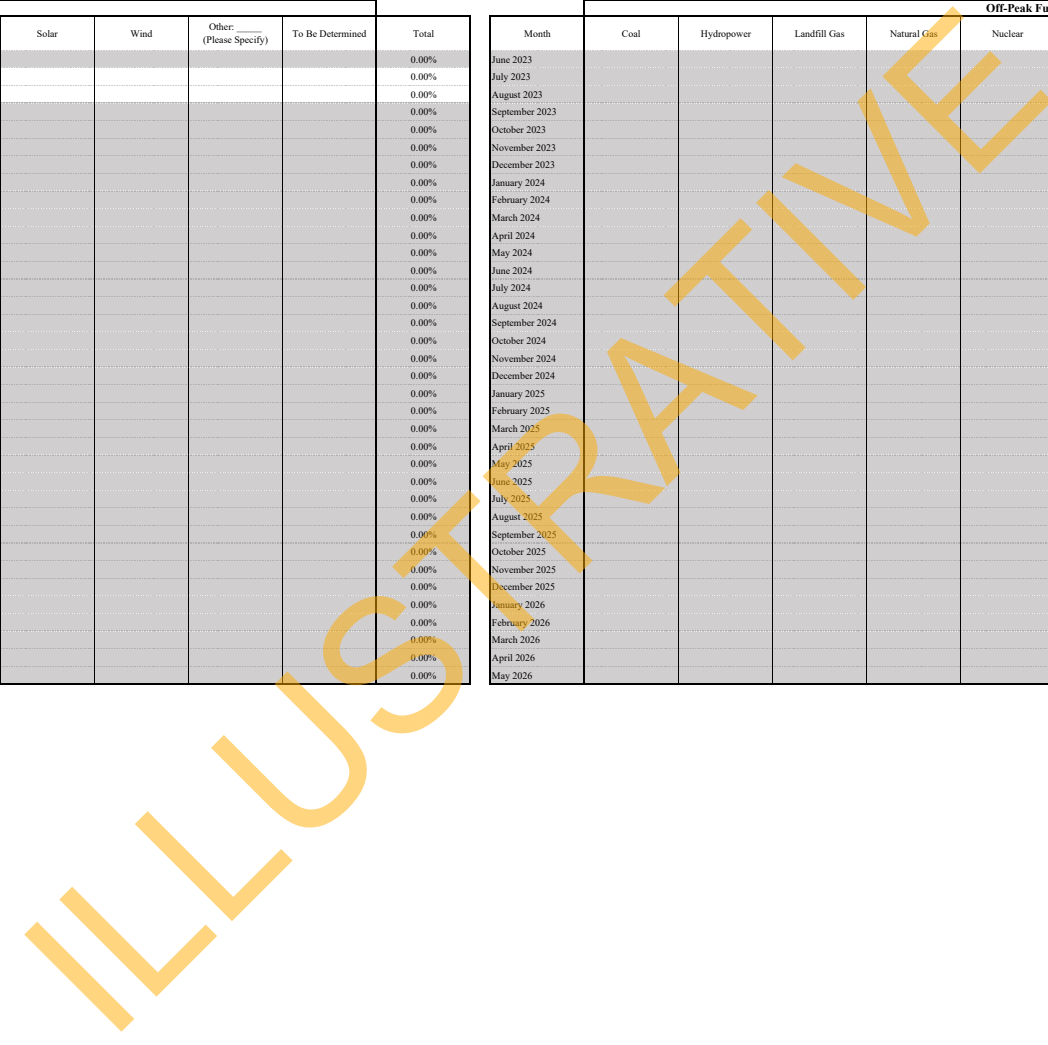 Off-Peak Fu
Solar Wind Other: _____ (Please Specify) To Be Determined Total Month Coal Hydropower Landfill Gas Natural Gas Nuclear
0.00% June 2023
0.00% July 2023
0.00% August 2023
0.00% September 2023
0.00% October 2023
0.00% November 2023
0.00% December 2023
0.00% January 2024
0.00% February 2024
0.00% March 2024
0.00% April 2024
0.00% May 2024
0.00% June 2024
0.00% July 2024
0.00% August 2024
0.00% September 2024
0.00% October 2024
0.00% November 2024
0.00% December 2024
0.00% January 2025
0.00% February 2025
0.00% March 2025
0.00% April 2025
0.00% May 2025
0.00% June 2025
0.00% July 2025
0.00% August 2025
0.00% September 2025
0.00% October 2025
0.00% November 2025
0.00% December 2025
0.00% January 2026
0.00% February 2026
0.00% March 2026
0.00% April 2026
0.00% May 2026
ILLUSTRATIVE